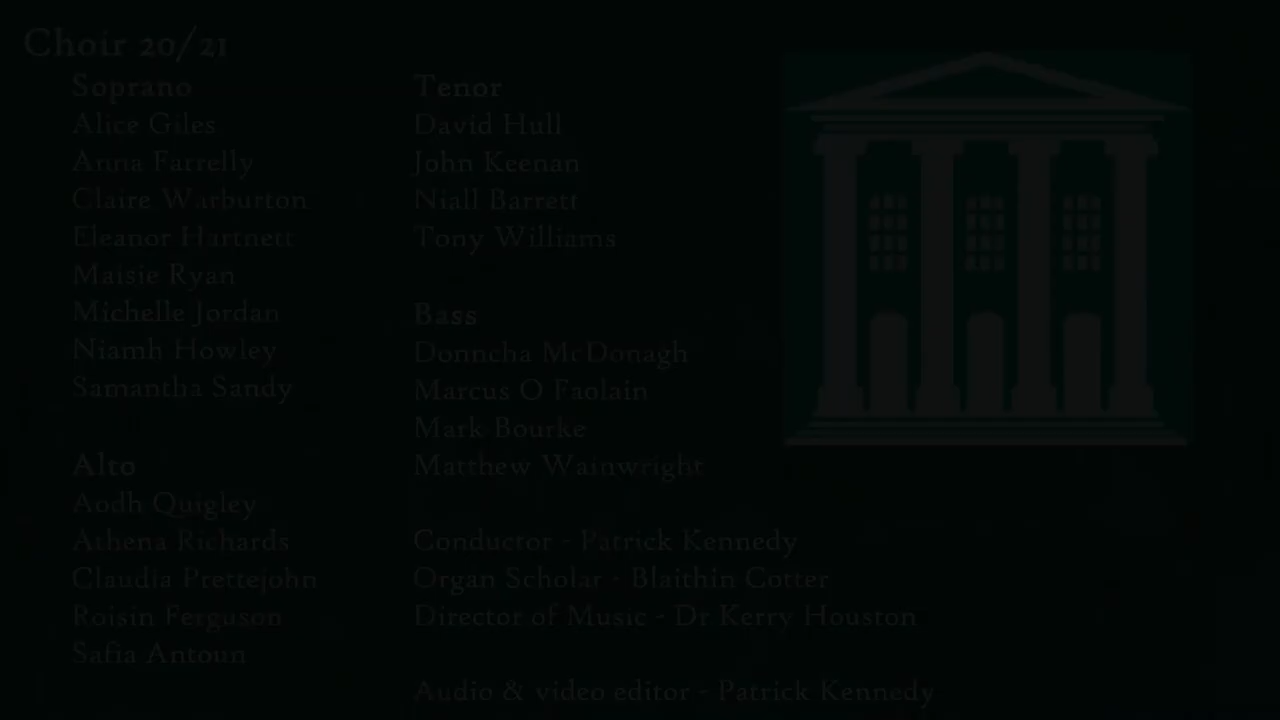 Choir 20/21
Soprano
Alice Giles
Anna Farrelly
Claire Warburton
Eleanor Hartnett
Maisie Ryan
Michelle Jordan
Niamh Howley
Samantha Sandy
Alto
Aodh Quigley
Athena Richards
Claudia Prettejohn
Roisin Ferguson
Safia Antoun
Tenor
David Hull
John Keenan
Niall Barrett
Tony Williams
Bass
Donncha McDonagh
Marcus O Faolain
Mark Bourke
Matthew Wainwright
Conductor - Patrick Kennedy
Organ Scholar - Blaithin Cotter
Director of Music - Dr Kerry Houston
Audio & video editor - Patrick Kennedy